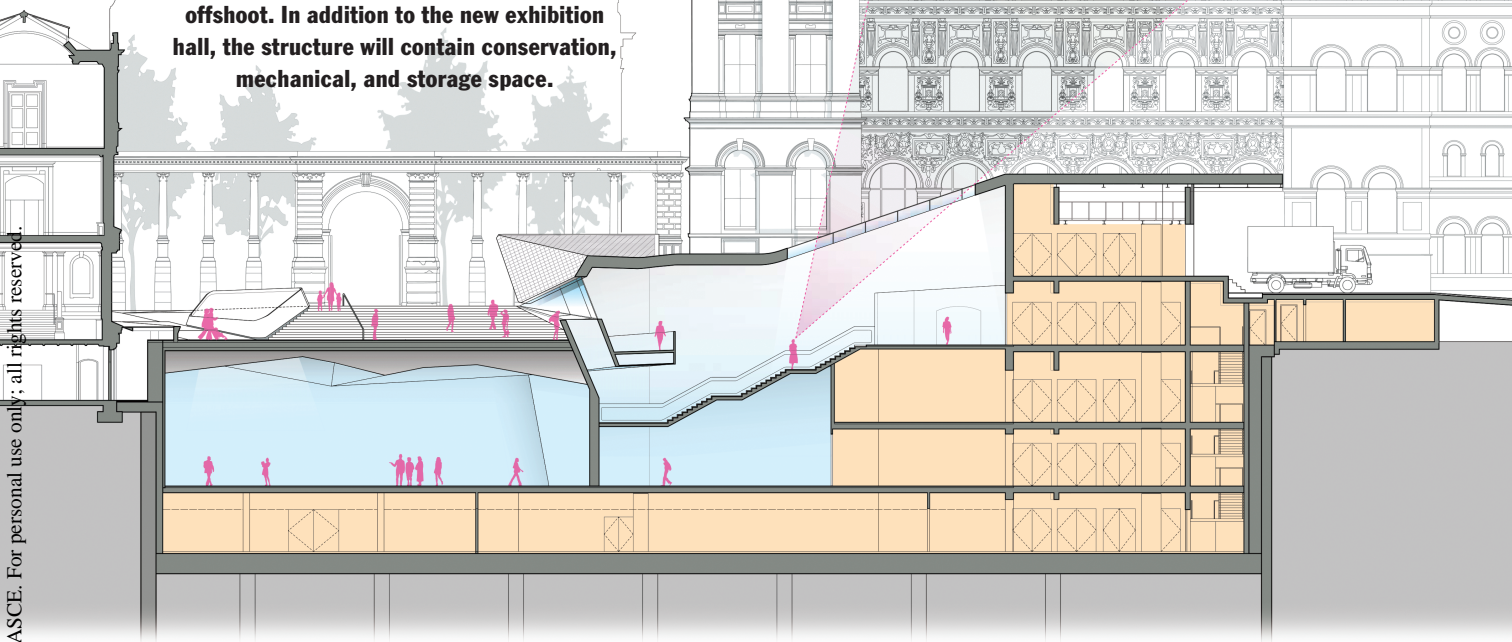 offshoot. In addition to the new exhibition
hall, the structure will contain conservation,
mechanical, and storage space.
ASCE. For personal use only; all rights reserved.